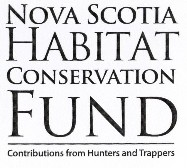 NOVA SCOTIA
HABITAT
CONSERVATION
FUND
Contributions from Hunters and Trappers